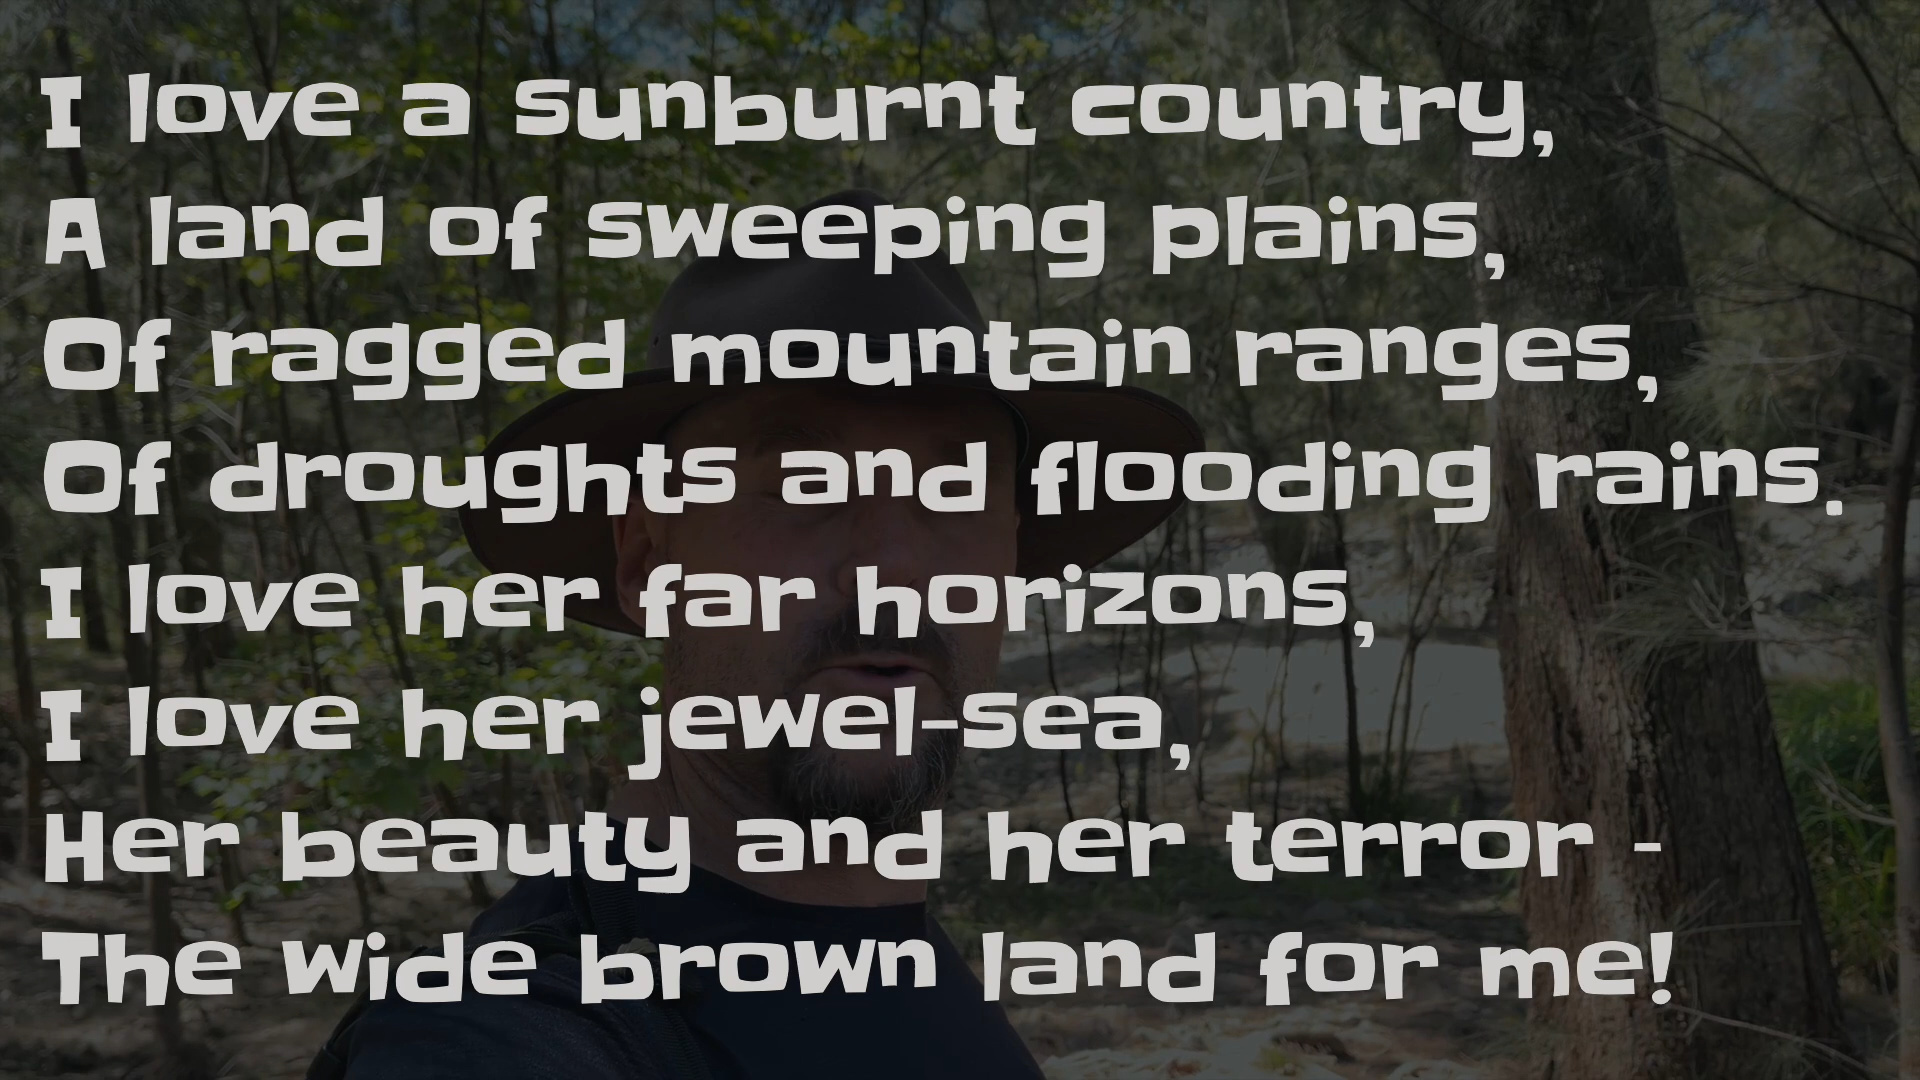 I love a sunburnt country,
A land of sweeping plains,
Of ragged mountain ranges,
Of droughts and flooding rains.
I love her far horizons,
I love her jewel-sea,
Her beauty and her terror -
The wide brown land for me!